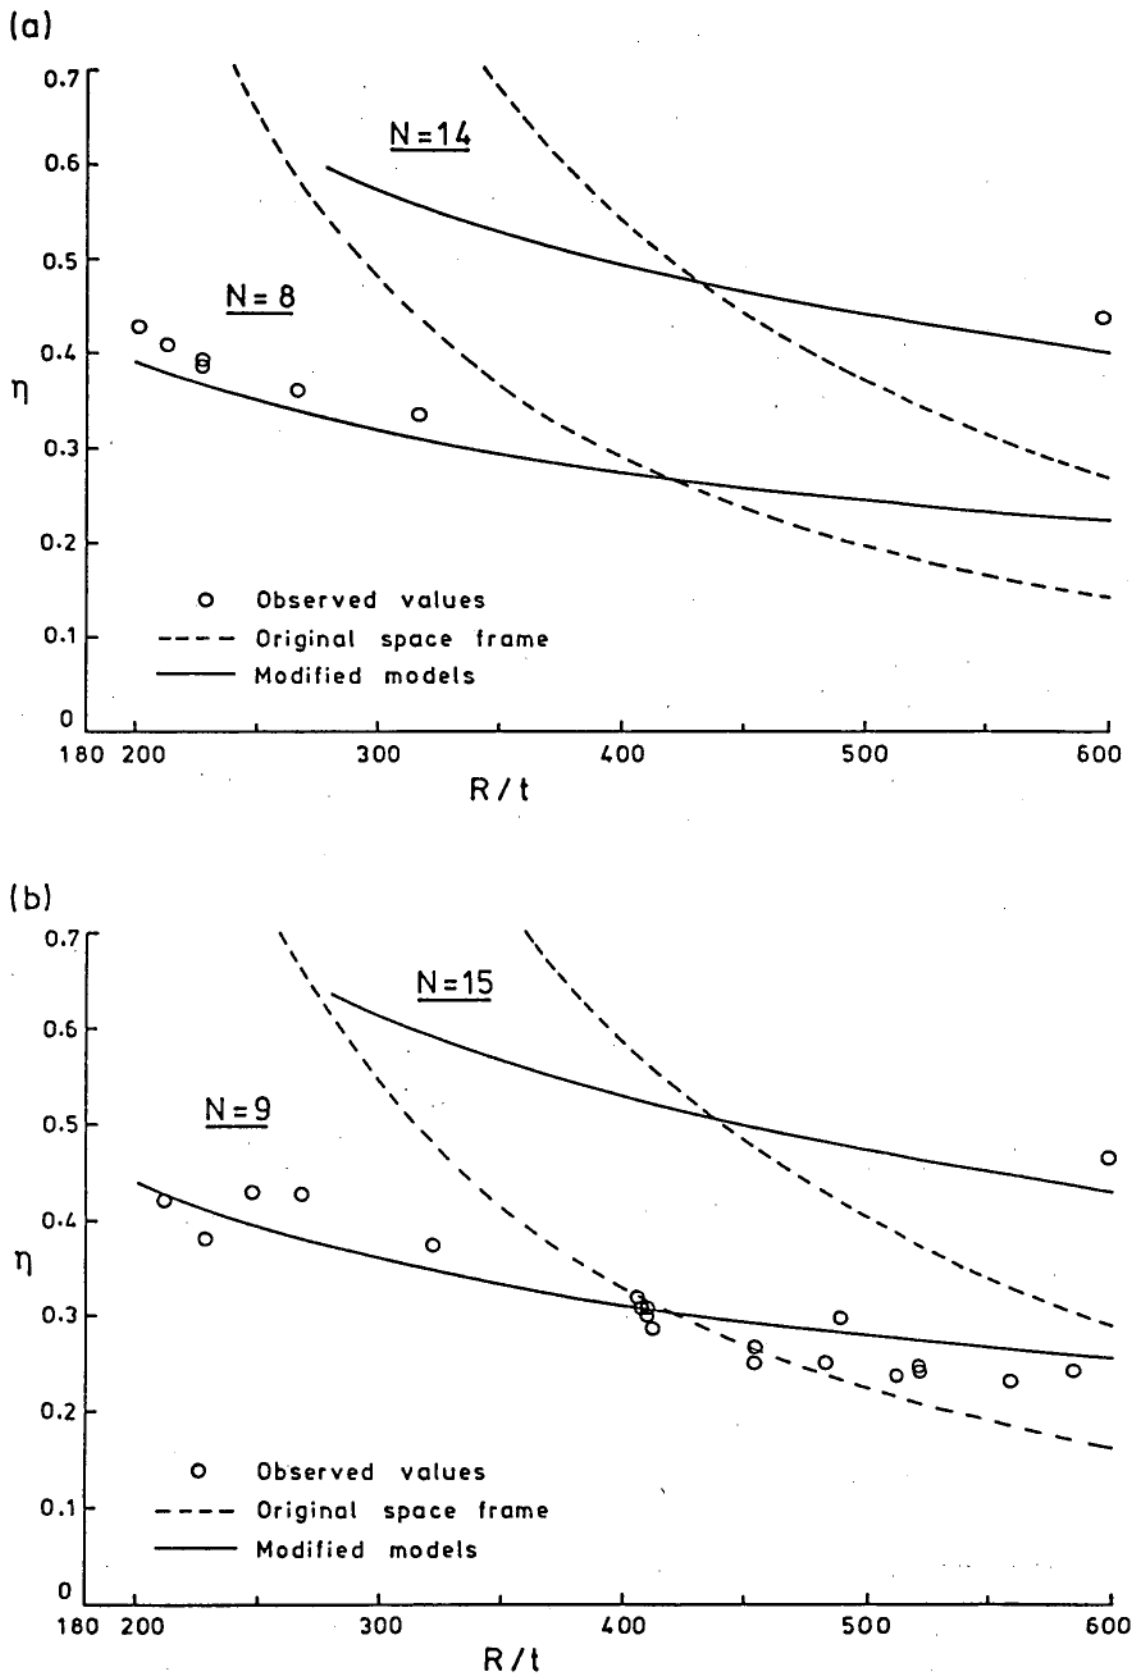 (a)
0.7
N=14
0.6
0.5
N=8
0.4
η
0.3
0.2
Observed values
Original space frame
0.1
Modified models
0
180 200 300 400 500 600
R/t
(b)
0.7
N=15
0.6
N=9
0.5
0.4
η
0.3
0.2
Observed values
Original space frame
0.1
Modified models
0
180 200 300 400 500 600
R/t